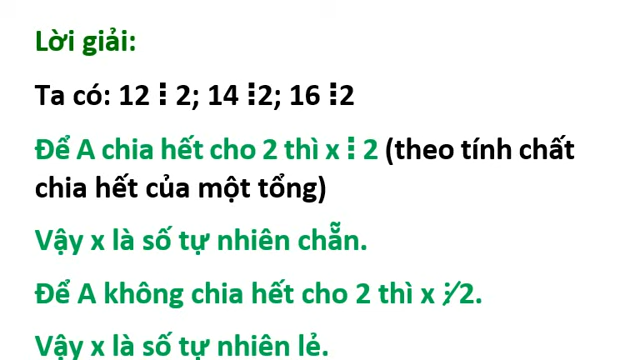 Lời giải:
Ta có: 12 ⋮ 2; 14 ⋮2; 16 ⋮2
Để A chia hết cho 2 thì x ⋮ 2 (theo tính chất
chia hết của một tổng)
Vậy x là số tự nhiên chẵn.
Để A không chia hết cho 2 thì x ⋮̸ 2.
Vậy x là số tự nhiên lẻ.